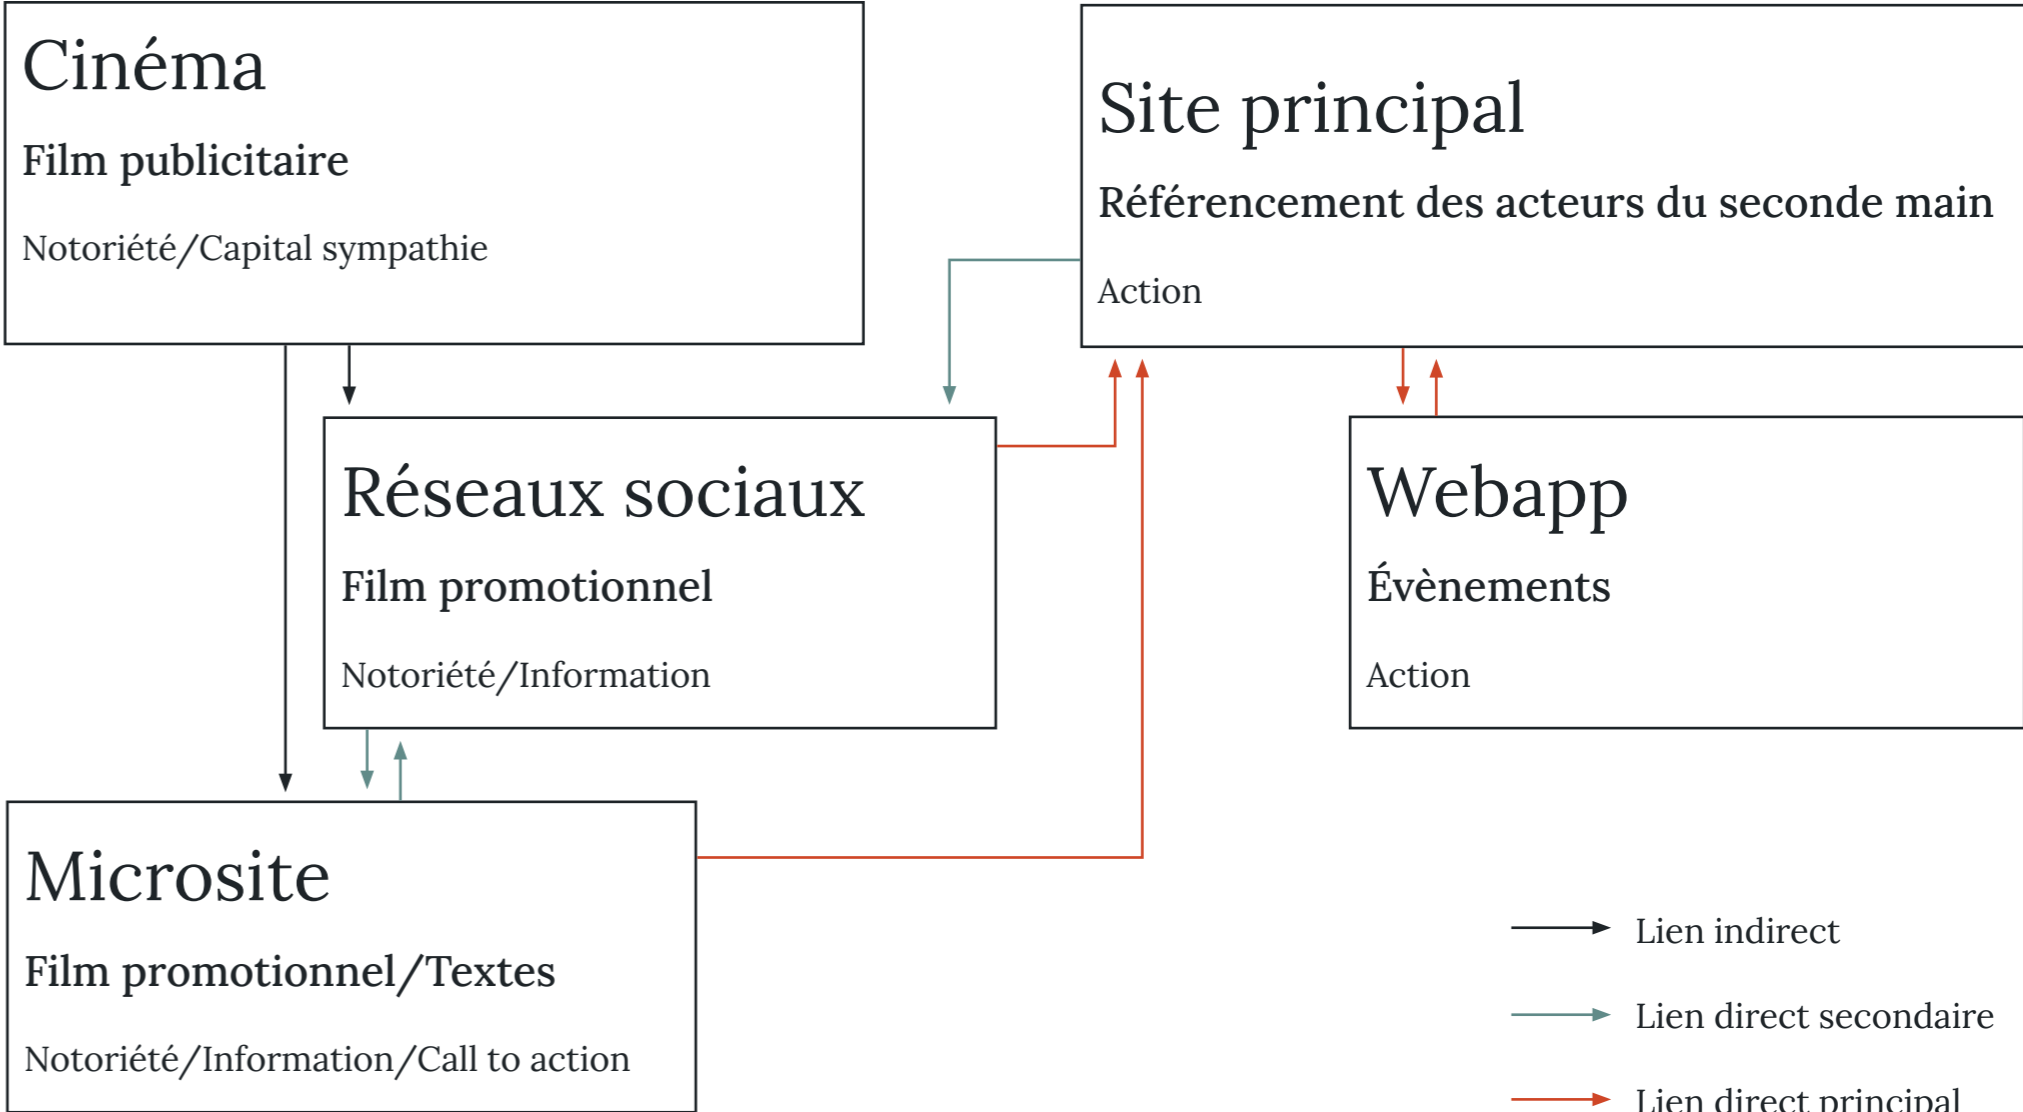 Cinéma
Film publicitaire
Notoriété/Capital sympathie
Site principal
Référencement des acteurs du seconde main
Action
Réseaux sociaux
Film promotionnel
Notoriété/Information
Webapp
Évènements
Action
Microsite
Film promotionnel/Textes
Notoriété/Information/Call to action
Lien indirect
Lien direct secondaire
Lien direct principal